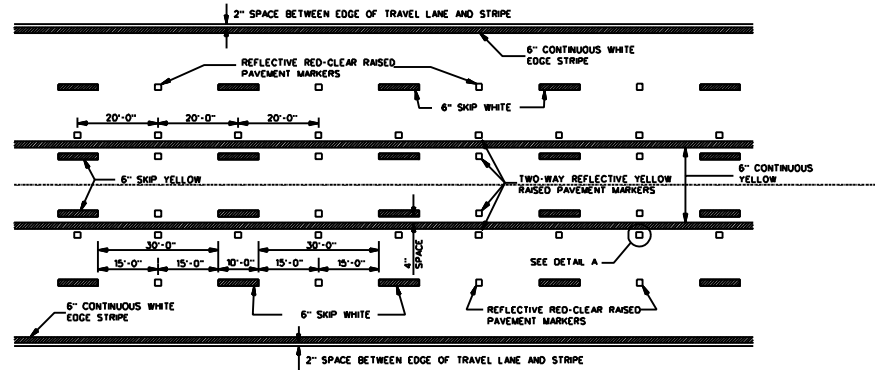 2" SPACE BETWEEN EDGE OF TRAVEL LANE AND STRIPE
6" CONTINUOUS WHITE
EDGE STRIPE
REFLECTIVE RED-CLEAR RAISED
PAVEMENT MARKERS
6" SKIP WHITE
20'-0"
20'-0"
20'-0"
6" SKIP YELLOW
TWO-WAY REFLECTIVE YELLOW
RAISED PAVEMENT MARKERS
6" CONTINUOUS
YELLOW
30'-0"
30'-0"
15'-0"
15'-0"
10'-0"
15'-0"
15'-0"
4"
SPACE
SEE DETAIL A
6" CONTINUOUS WHITE
EDGE STRIPE
6" SKIP WHITE
REFLECTIVE RED-CLEAR RAISED
PAVEMENT MARKERS
2" SPACE BETWEEN EDGE OF TRAVEL LANE AND STRIPE